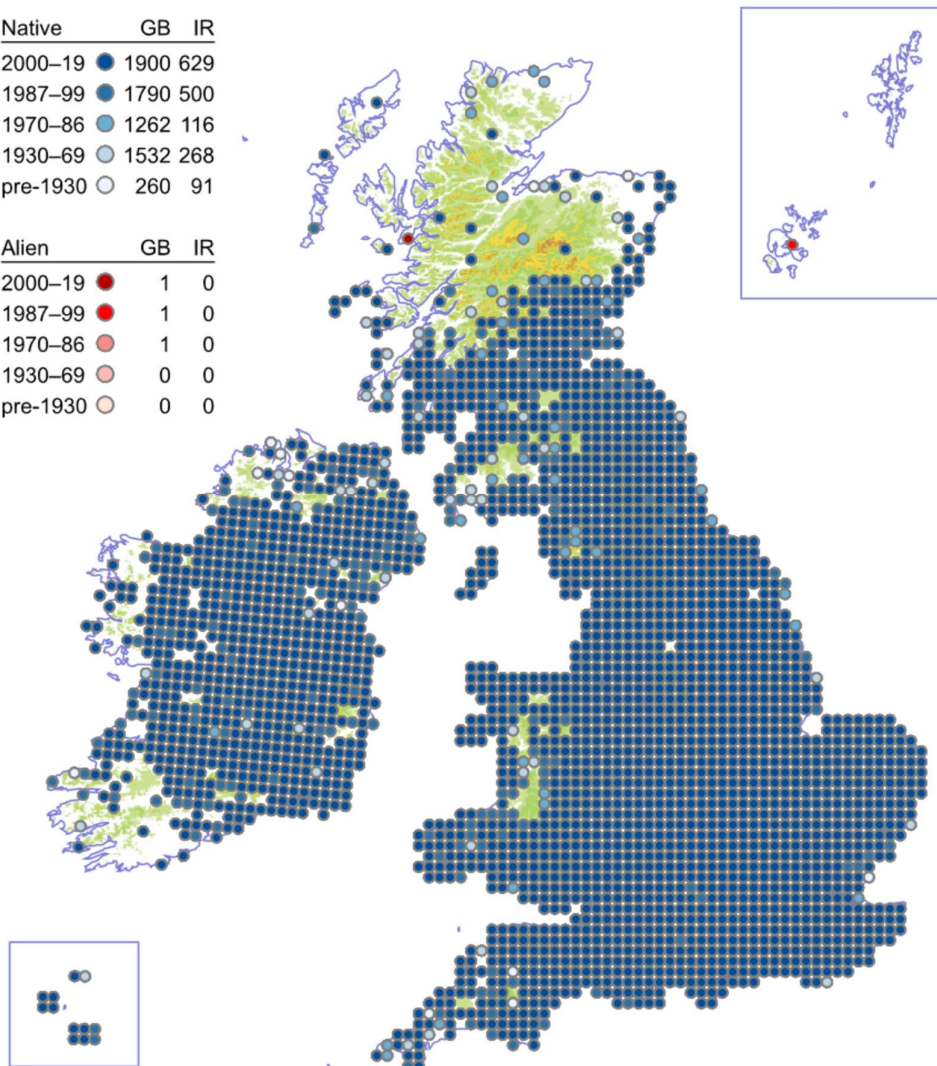 Native GB IR
2000–19 1900 629
1987–99 1790 500
1970–86 1262 116
1930–69 1532 268
pre-1930 260 91
Alien GB IR
2000–19 1 0
1987–99 1 0
1970–86 1 0
1930–69 0 0
pre-1930 0 0